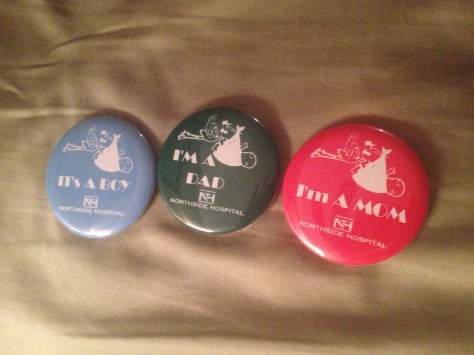 IT'S A BOY
NH
NORTHSIDE HOSPITAL
I'M A
DAD
NH
NORTHSIDE HOSPITAL
I'm A MOM
NH
NORTHSIDE HOSPITAL